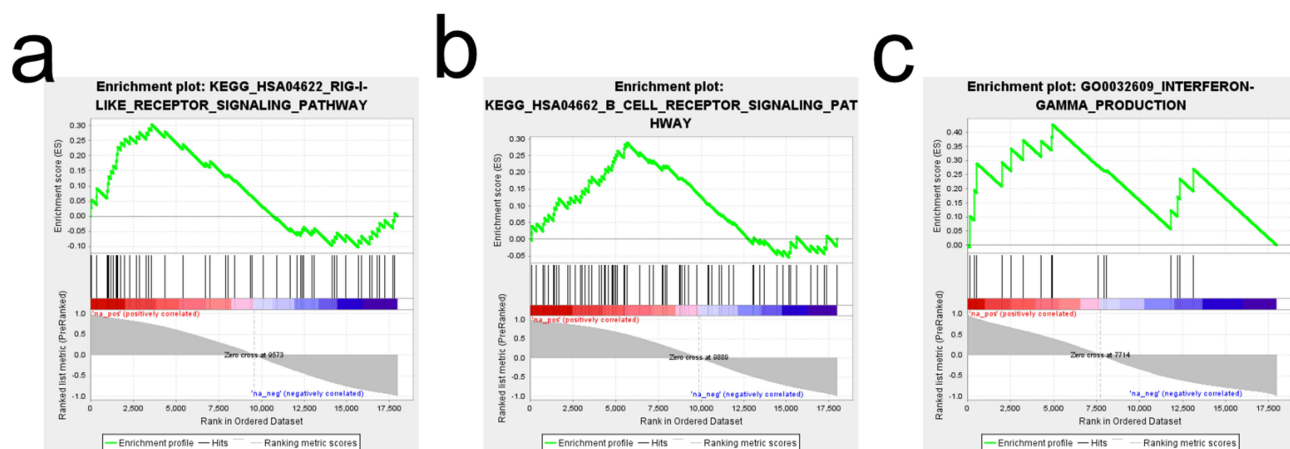 a
Enrichment plot: KEGG_HSA04622_RIG-I-
LIKE_RECEPTOR_SIGNALING_PATHWAY
Enrichment score (ES)
0.30
0.25
0.20
0.15
0.10
0.05
0.00
-0.05
-0.10
'na_pos' (positively correlated)
Ranked list metric (PreRanked)
1.0
0.5
0.0
-0.5
-1.0
Zero cross at 9573
'na_neg' (negatively correlated)
0 2,500 5,000 7,500 10,000 12,500 15,000 17,500
Rank in Ordered Dataset
Enrichment profile Hits Ranking metric scores
b
Enrichment plot:
KEGG_HSA04662_B_CELL_RECEPTOR_SIGNALING_PAT
HWAY
Enrichment score (ES)
0.30
0.25
0.20
0.15
0.10
0.05
0.00
-0.05
'na_pos' (positively correlated)
Ranked list metric (PreRanked)
1.0
0.5
0.0
-0.5
-1.0
Zero cross at 9889
'na_neg' (negatively correlated)
0 2,500 5,000 7,500 10,000 12,500 15,000 17,500
Rank in Ordered Dataset
Enrichment profile Hits Ranking metric scores
c
Enrichment plot: GO0032609_INTERFERON-
GAMMA_PRODUCTION
Enrichment score (ES)
0.40
0.30
0.20
0.10
0.00
'na_pos' (positively correlated)
Ranked list metric (PreRanked)
1.0
0.5
0.0
-0.5
-1.0
Zero cross at 7714
'na_neg' (negatively correlated)
0 2,500 5,000 7,500 10,000 12,500 15,000 17,500
Rank in Ordered Dataset
Enrichment profile Hits Ranking metric scores